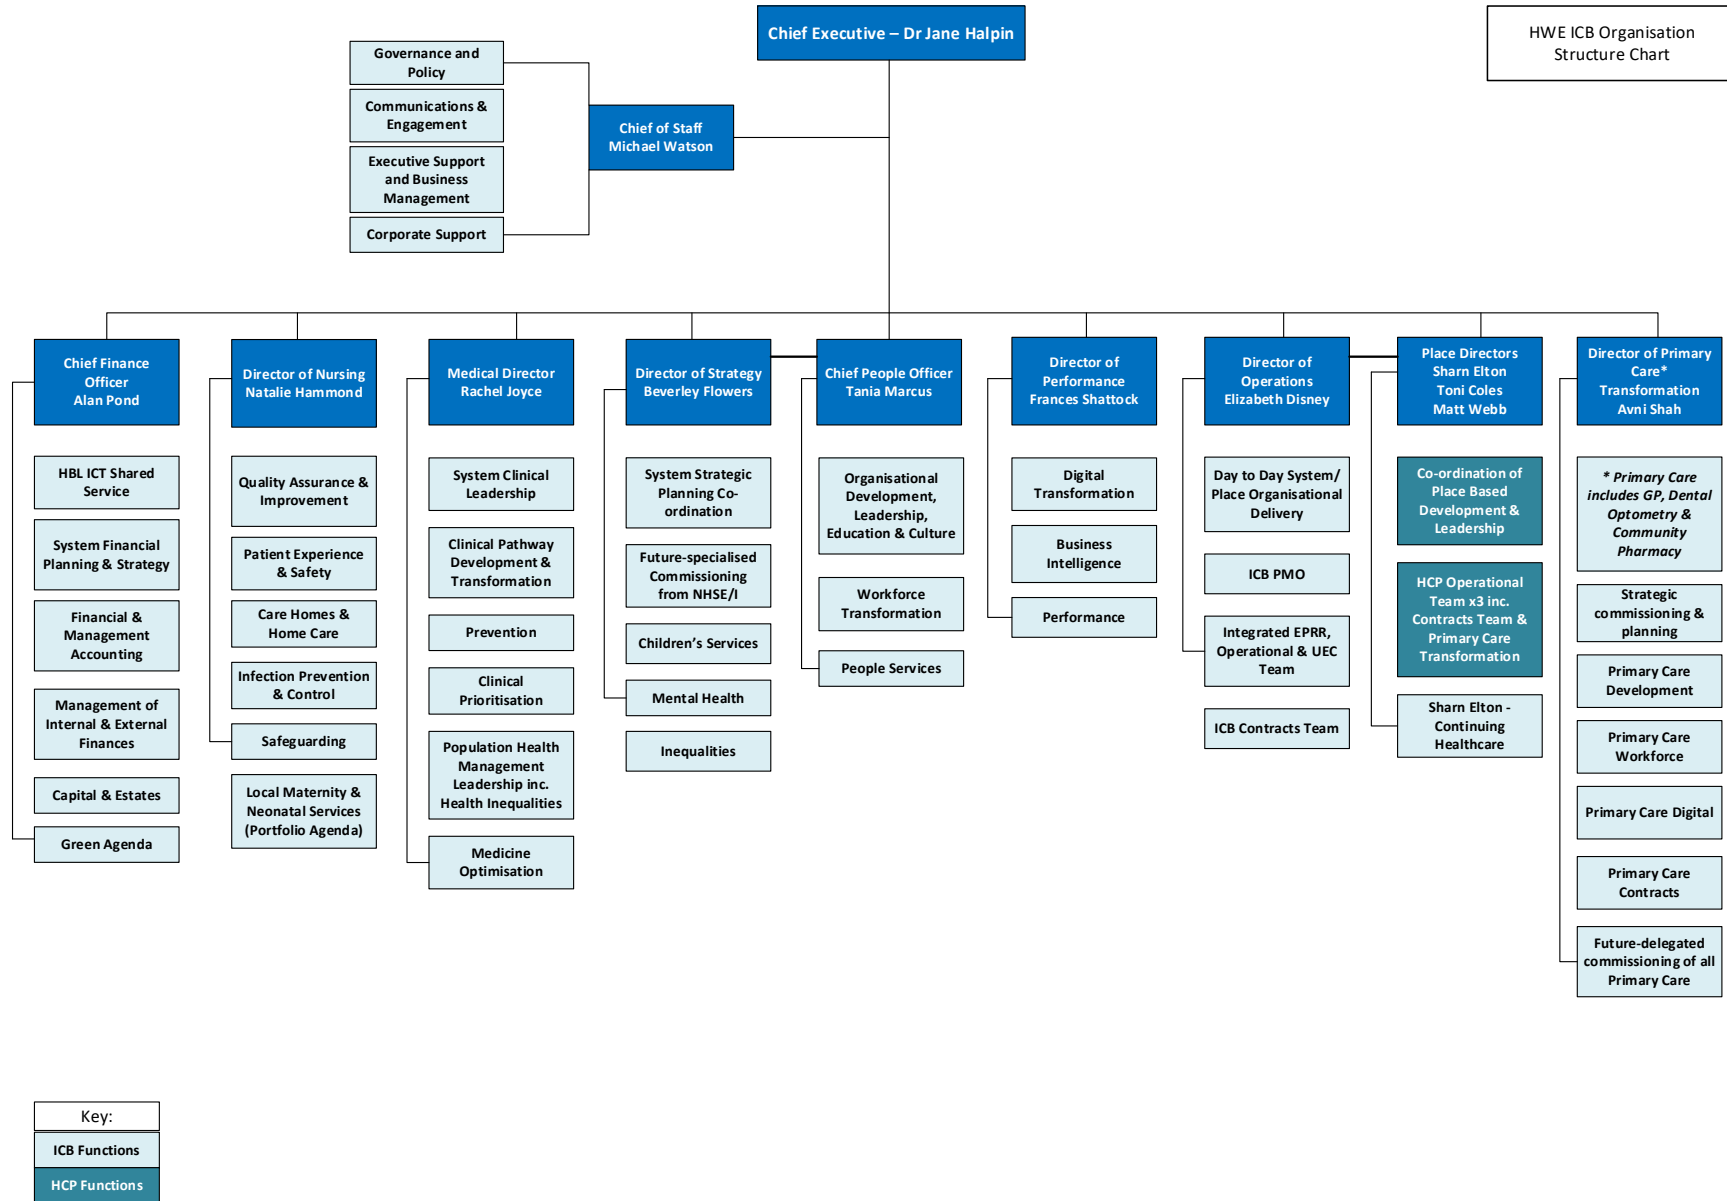 Chief Executive – Dr Jane Halpin
HWE ICB Organisation
Structure Chart
Governance and
Policy
Communications &
Engagement
Executive Support
and Business
Management
Corporate Support
Chief of Staff
Michael Watson
Chief Finance
Officer
Alan Pond
HBL ICT Shared
Service
System Financial
Planning & Strategy
Financial &
Management
Accounting
Management of
Internal & External
Finances
Capital & Estates
Green Agenda
Director of Nursing
Natalie Hammond
Quality Assurance &
Improvement
Patient Experience
& Safety
Care Homes &
Home Care
Infection Prevention
& Control
Safeguarding
Local Maternity &
Neonatal Services
(Portfolio Agenda)
Medical Director
Rachel Joyce
System Clinical
Leadership
Clinical Pathway
Development &
Transformation
Prevention
Clinical
Prioritisation
Population Health
Management
Leadership inc.
Health Inequalities
Medicine
Optimisation
Director of Strategy
Beverley Flowers
System Strategic
Planning Co-
ordination
Future-specialised
Commissioning
from NHSE/I
Children’s Services
Mental Health
Inequalities
Chief People Officer
Tania Marcus
Organisational
Development,
Leadership,
Education & Culture
Workforce
Transformation
People Services
Director of
Performance
Frances Shattock
Digital
Transformation
Business
Intelligence
Performance
Director of
Operations
Elizabeth Disney
Day to Day System/
Place Organisational
Delivery
ICB PMO
Integrated EPRR,
Operational & UEC
Team
ICB Contracts Team
Place Directors
Sharn Elton
Toni Coles
Matt Webb
Co-ordination of
Place Based
Development &
Leadership
HCP Operational
Team x3 inc.
Contracts Team &
Primary Care
Transformation
Sharn Elton -
Continuing
Healthcare
Director of Primary
Care*
Transformation
Avni Shah
* Primary Care
includes GP, Dental
Optometry &
Community
Pharmacy
Strategic
commissioning &
planning
Primary Care
Development
Primary Care
Workforce
Primary Care Digital
Primary Care
Contracts
Future-delegated
commissioning of all
Primary Care
Key:
ICB Functions
HCP Functions